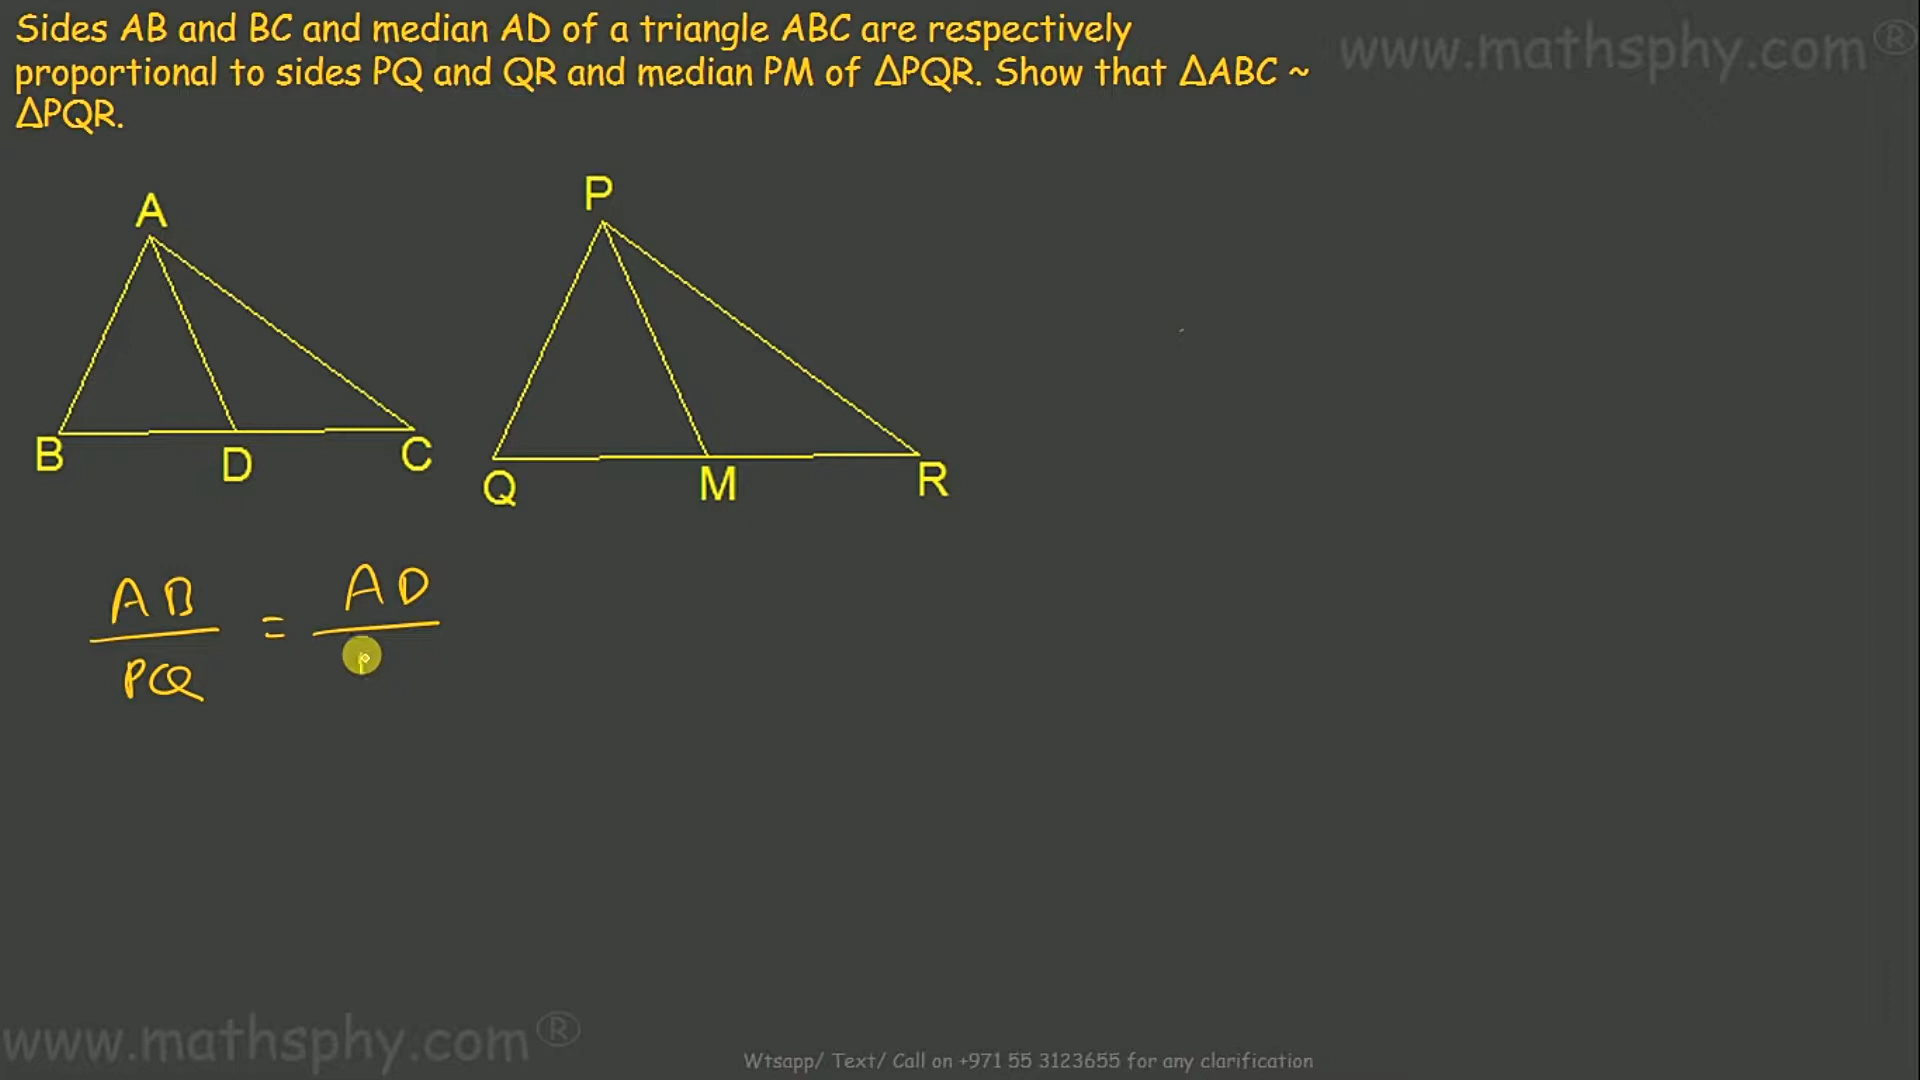 Sides AB and BC and median AD of a triangle ABC are respectively
proportional to sides PQ and QR and median PM of ΔPQR. Show that ΔABC ~
ΔPQR.
www.mathsphy.com®
A
P
B
D
C
Q
M
R
AB = AD
PQ P
www.mathsphy.com®
Wtsapp/ Text/ Call on +971 55 3123655 for any clarification